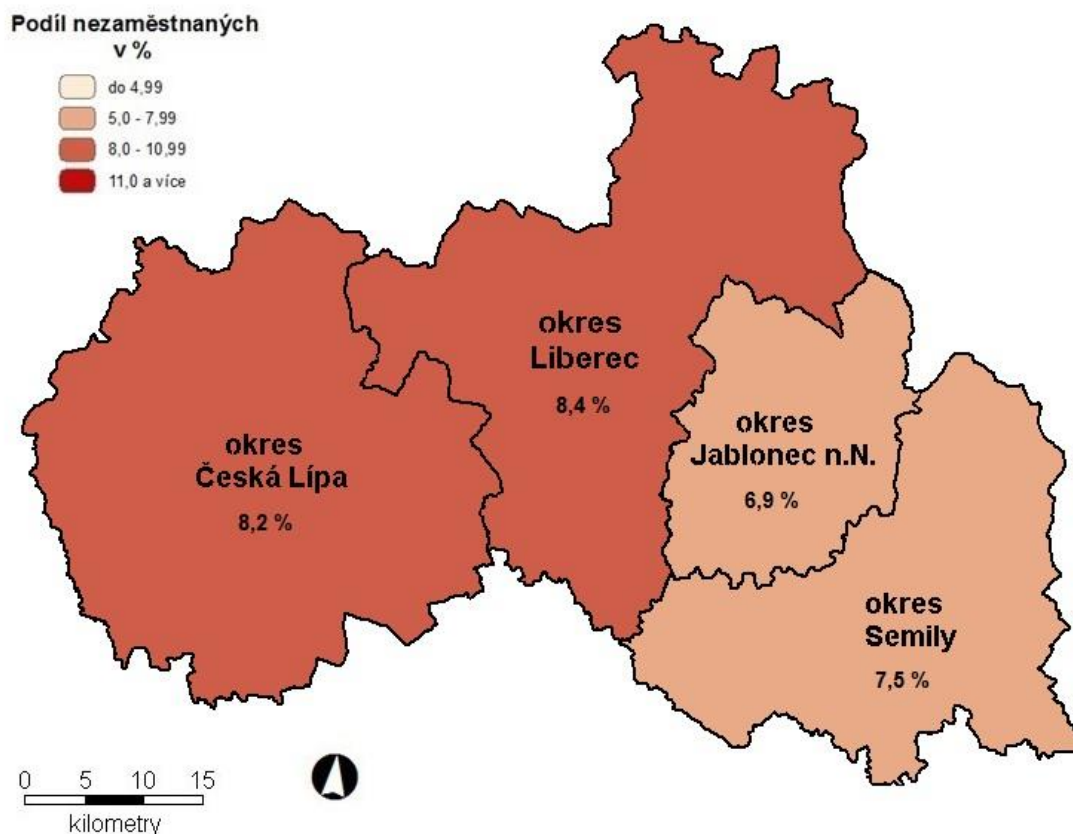 Podíl nezaměstnaných
v %
do 4,99
5,0 - 7,99
8,0 - 10,99
11,0 a více
okres
Liberec
8,4 %
okres
Česká Lípa
8,2 %
okres
Jablonec n.N.
6,9 %
okres
Semily
7,5 %
0 5 10 15
kilometry